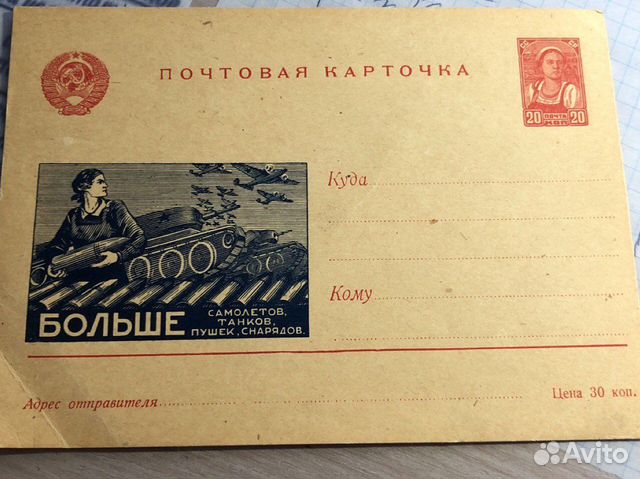 ПОЧТОВАЯ КАРТОЧКА
20 ПОЧТА 20
КОП
Куда
Кому
БОЛЬШЕ
САМОЛЕТОВ,
ТАНКОВ,
ПУШЕК, СНАРЯДОВ.
Адрес отправителя
Цена 30 коп.
Avito